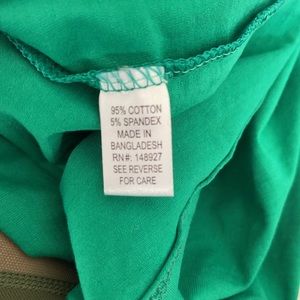 95% COTTON
5% SPANDEX
MADE IN
BANGLADESH
RN#: 148927
SEE REVERSE
FOR CARE